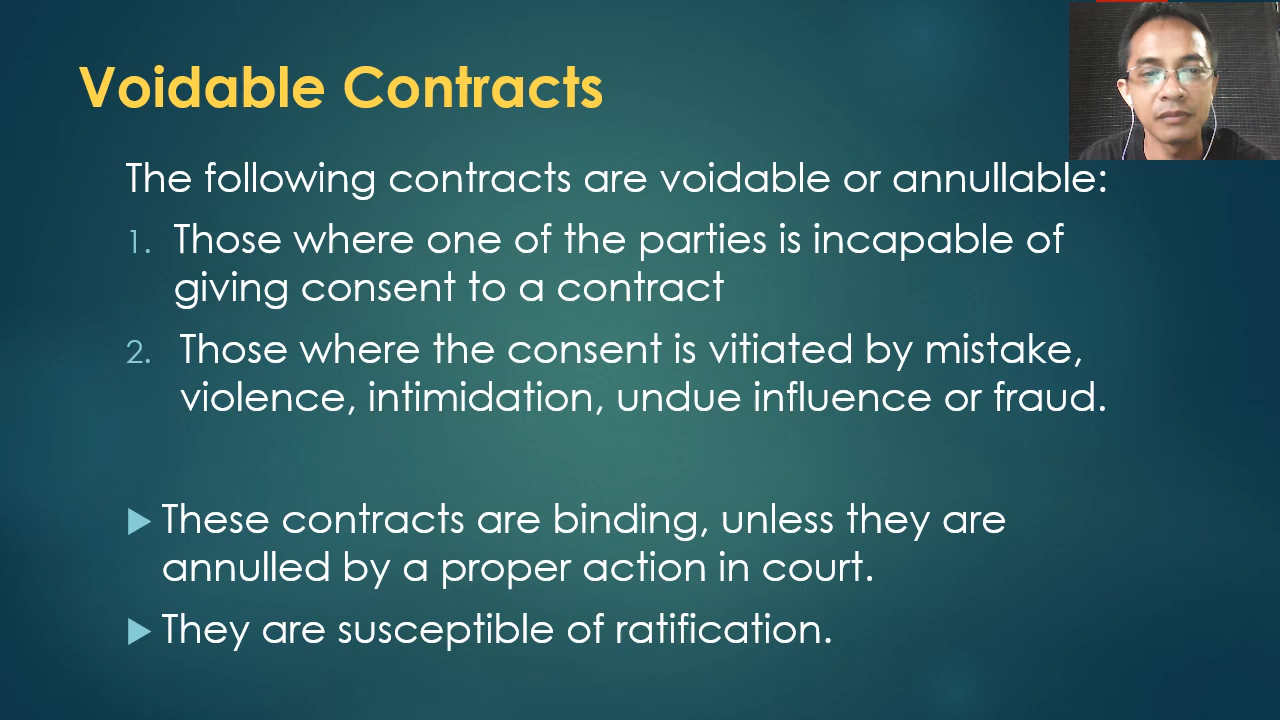 Voidable Contracts
The following contracts are voidable or annullable:
1. Those where one of the parties is incapable of
giving consent to a contract
2. Those where the consent is vitiated by mistake,
violence, intimidation, undue influence or fraud.
These contracts are binding, unless they are
annulled by a proper action in court.
They are susceptible of ratification.